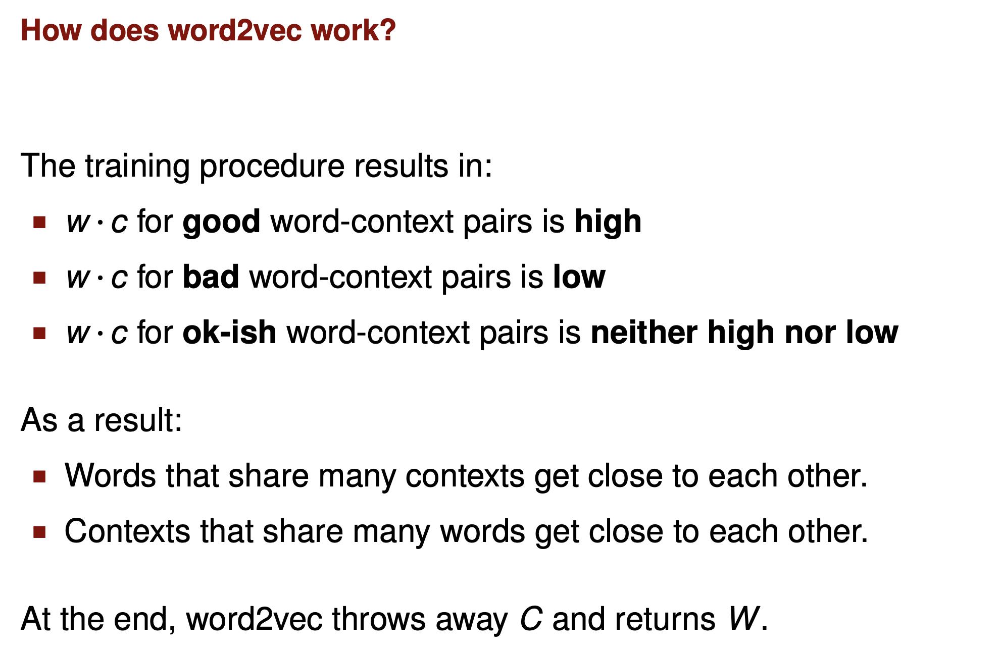 How does word2vec work?
The training procedure results in:
■ w · c for good word-context pairs is high
■ w · c for bad word-context pairs is low
■ w · c for ok-ish word-context pairs is neither high nor low
As a result:
■ Words that share many contexts get close to each other.
■ Contexts that share many words get close to each other.
At the end, word2vec throws away C and returns W.